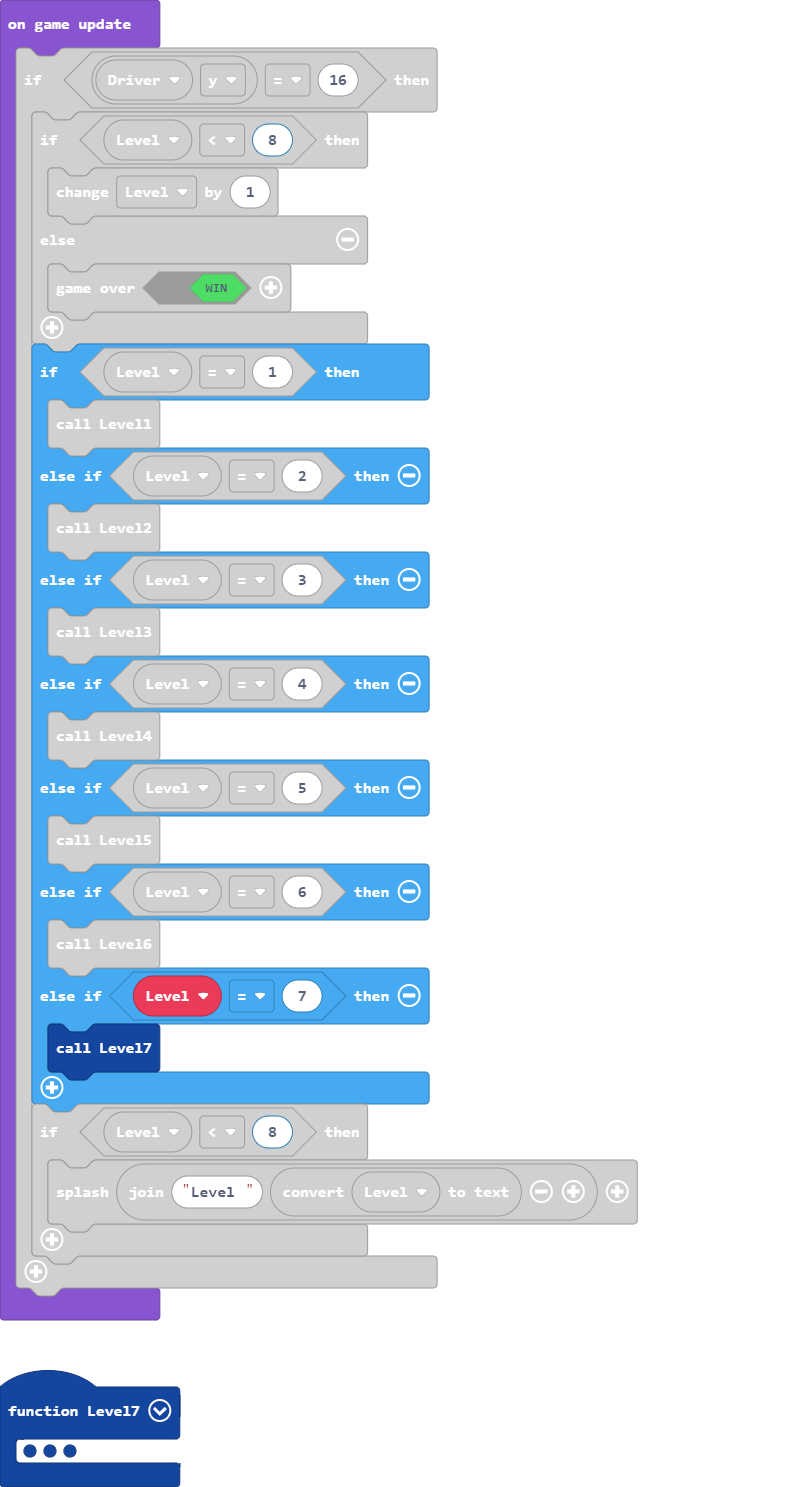 on game update
if Driver y = 16 then
if Level < 8 then
change Level by 1
else
game over WIN
if Level = 1 then
call Level1
else if Level = 2 then
call Level2
else if Level = 3 then
call Level3
else if Level = 4 then
call Level4
else if Level = 5 then
call Level5
else if Level = 6 then
call Level6
else if Level = 7 then
call Level7
if Level < 8 then
splash join "Level " convert Level to text
function Level7